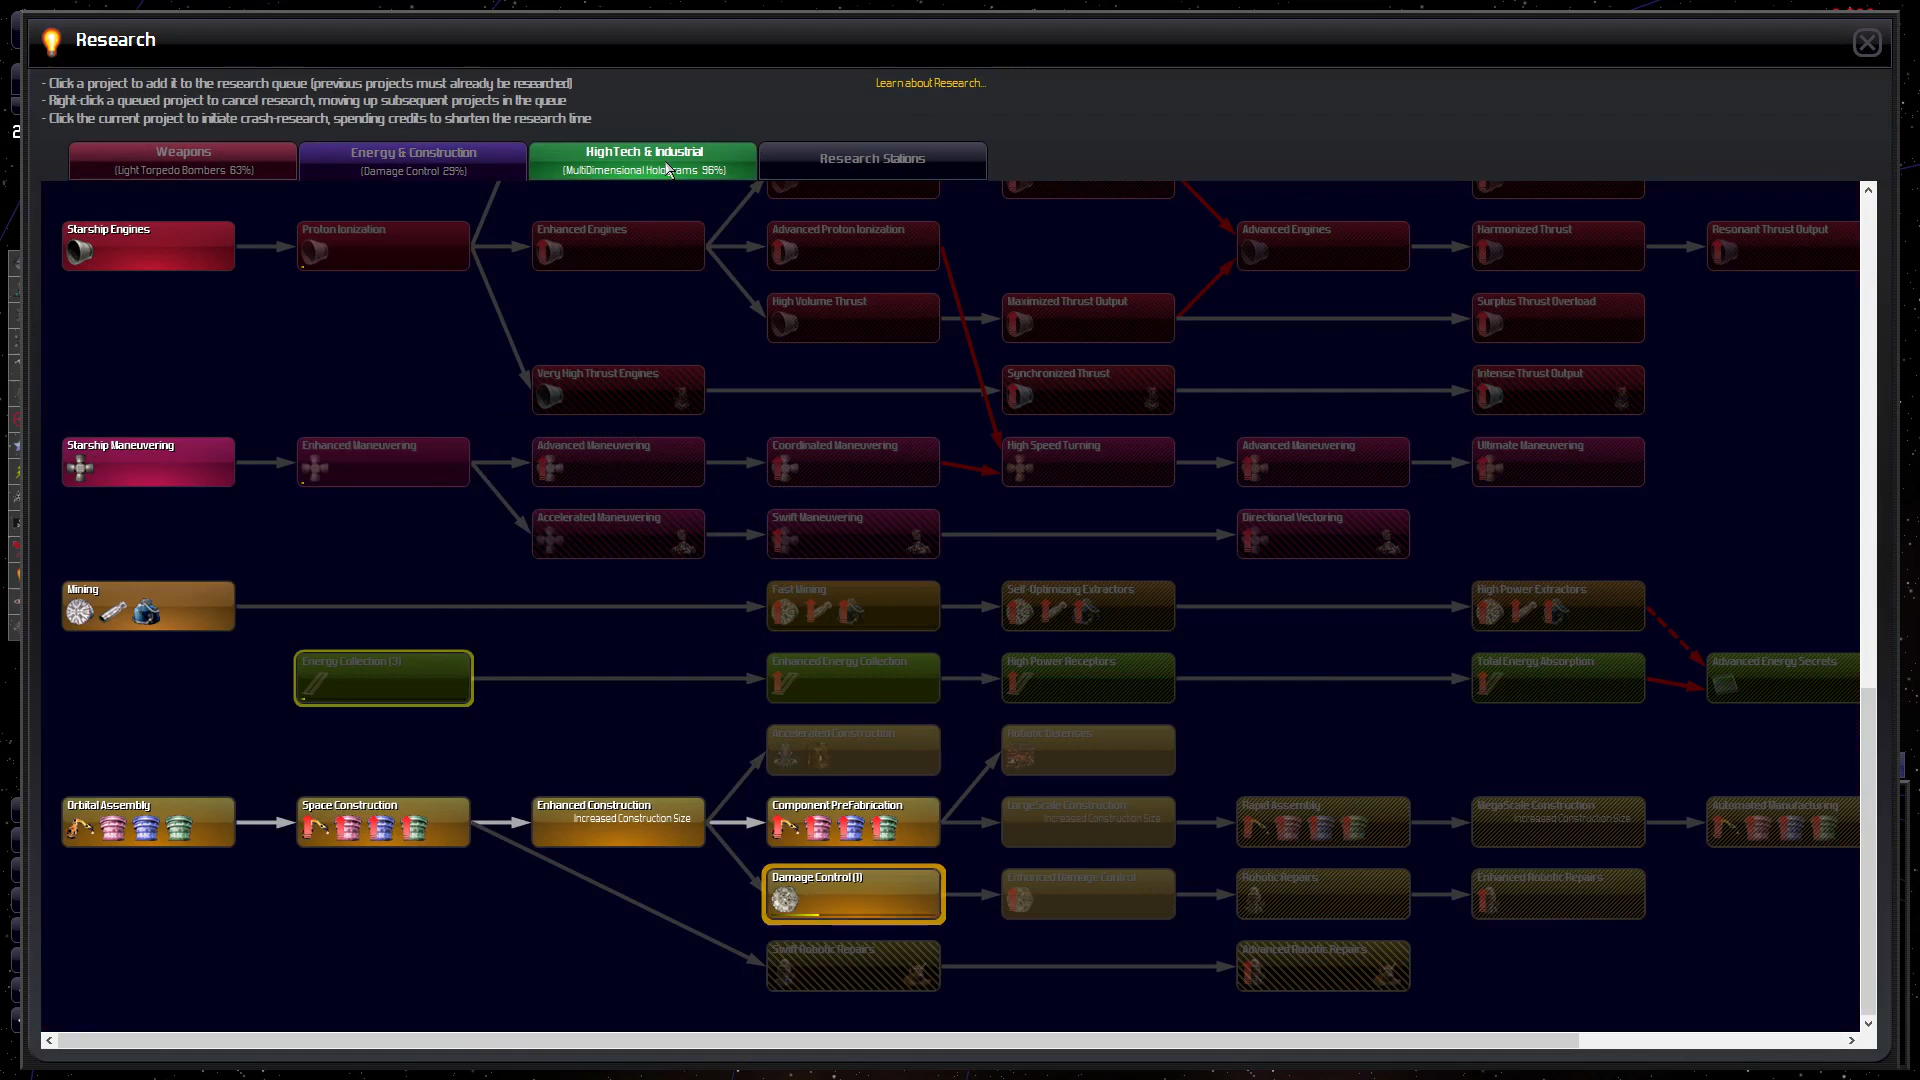 Research
- Click a project to add it to the research queue (previous projects must already be researched)
Learn about Research...
- Right-click a queued project to cancel research, moving up subsequent projects in the queue
- Click the current project to initiate crash-research, spending credits to shorten the research time
Weapons
(Light Torpedo Bombers 63%)
Energy & Construction
(Damage Control 29%)
HighTech & Industrial
(MultiDimensional Holograms 96%)
Research Stations
Starship Engines
Proton Ionization
Enhanced Engines
Advanced Proton Ionization
Advanced Engines
Harmonized Thrust
Resonant Thrust Output
High Volume Thrust
Maximized Thrust Output
Surplus Thrust Overload
Very High Thrust Engines
Synchronized Thrust
Intense Thrust Output
Starship Maneuvering
Enhanced Maneuvering
Advanced Maneuvering
Coordinated Maneuvering
High Speed Turning
Advanced Maneuvering
Ultimate Maneuvering
Accelerated Maneuvering
Swift Maneuvering
Directional Vectoring
Mining
Fast Mining
Self-Optimizing Extractors
High Power Extractors
Energy Collection (3)
Enhanced Energy Collection
High Power Receptors
Total Energy Absorption
Advanced Energy Secrets
Accelerated Construction
Robotic Defenses
Orbital Assembly
Space Construction
Enhanced Construction
Increased Construction Size
Component PreFabrication
LargeScale Construction
Increased Construction Size
Rapid Assembly
MegaScale Construction
Increased Construction Size
Automated Manufacturing
Damage Control (1)
Enhanced Damage Control
Robotic Repairs
Enhanced Robotic Repairs
Swift Robotic Repairs
Advanced Robotic Repairs